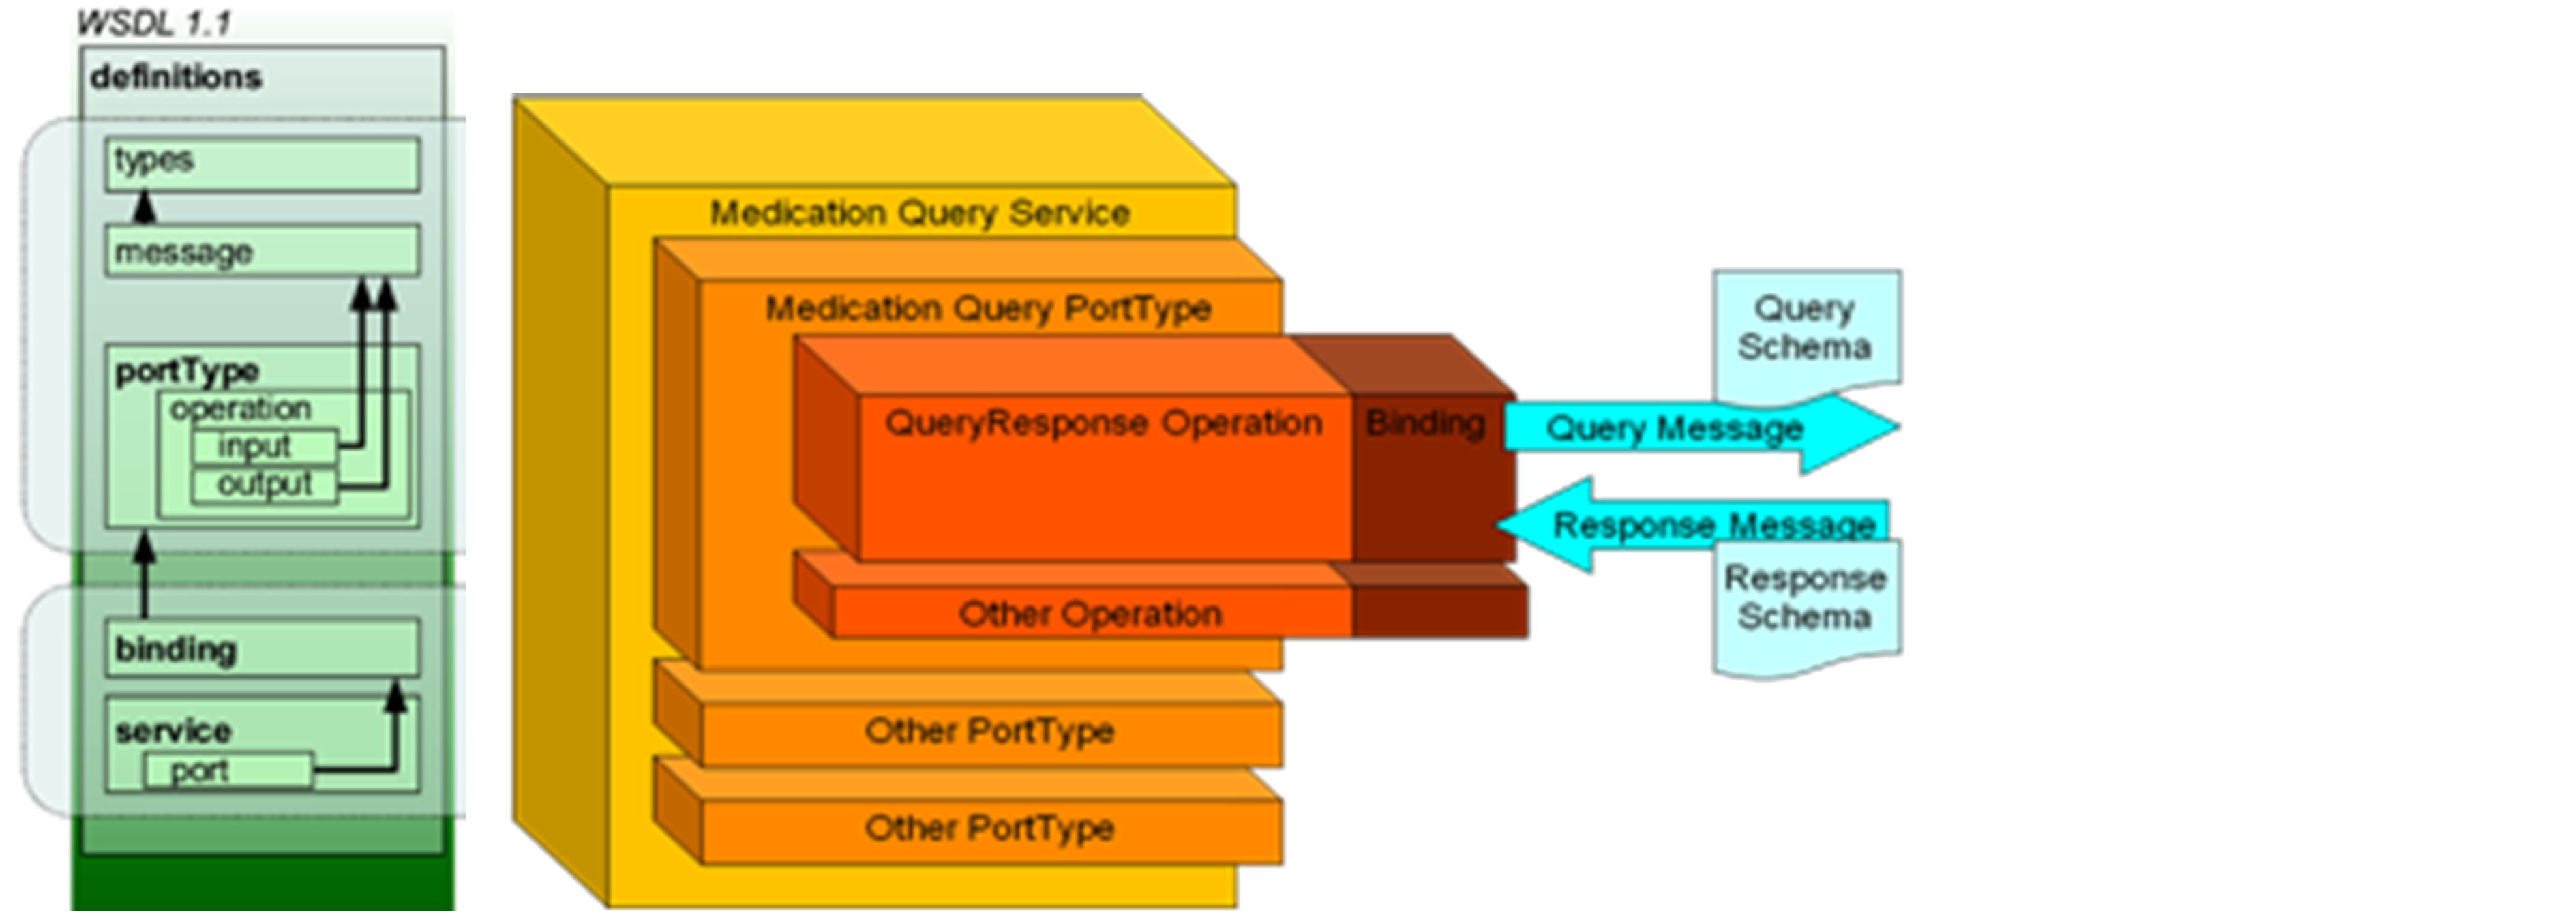 WSDL 1.1
definitions
types
message
portType
operation
input
output
binding
service
port
Medication Query Service
Medication Query PortType
QueryResponse Operation
Binding
Other Operation
Other PortType
Other PortType
Query
Schema
Query Message
Response Message
Response
Schema